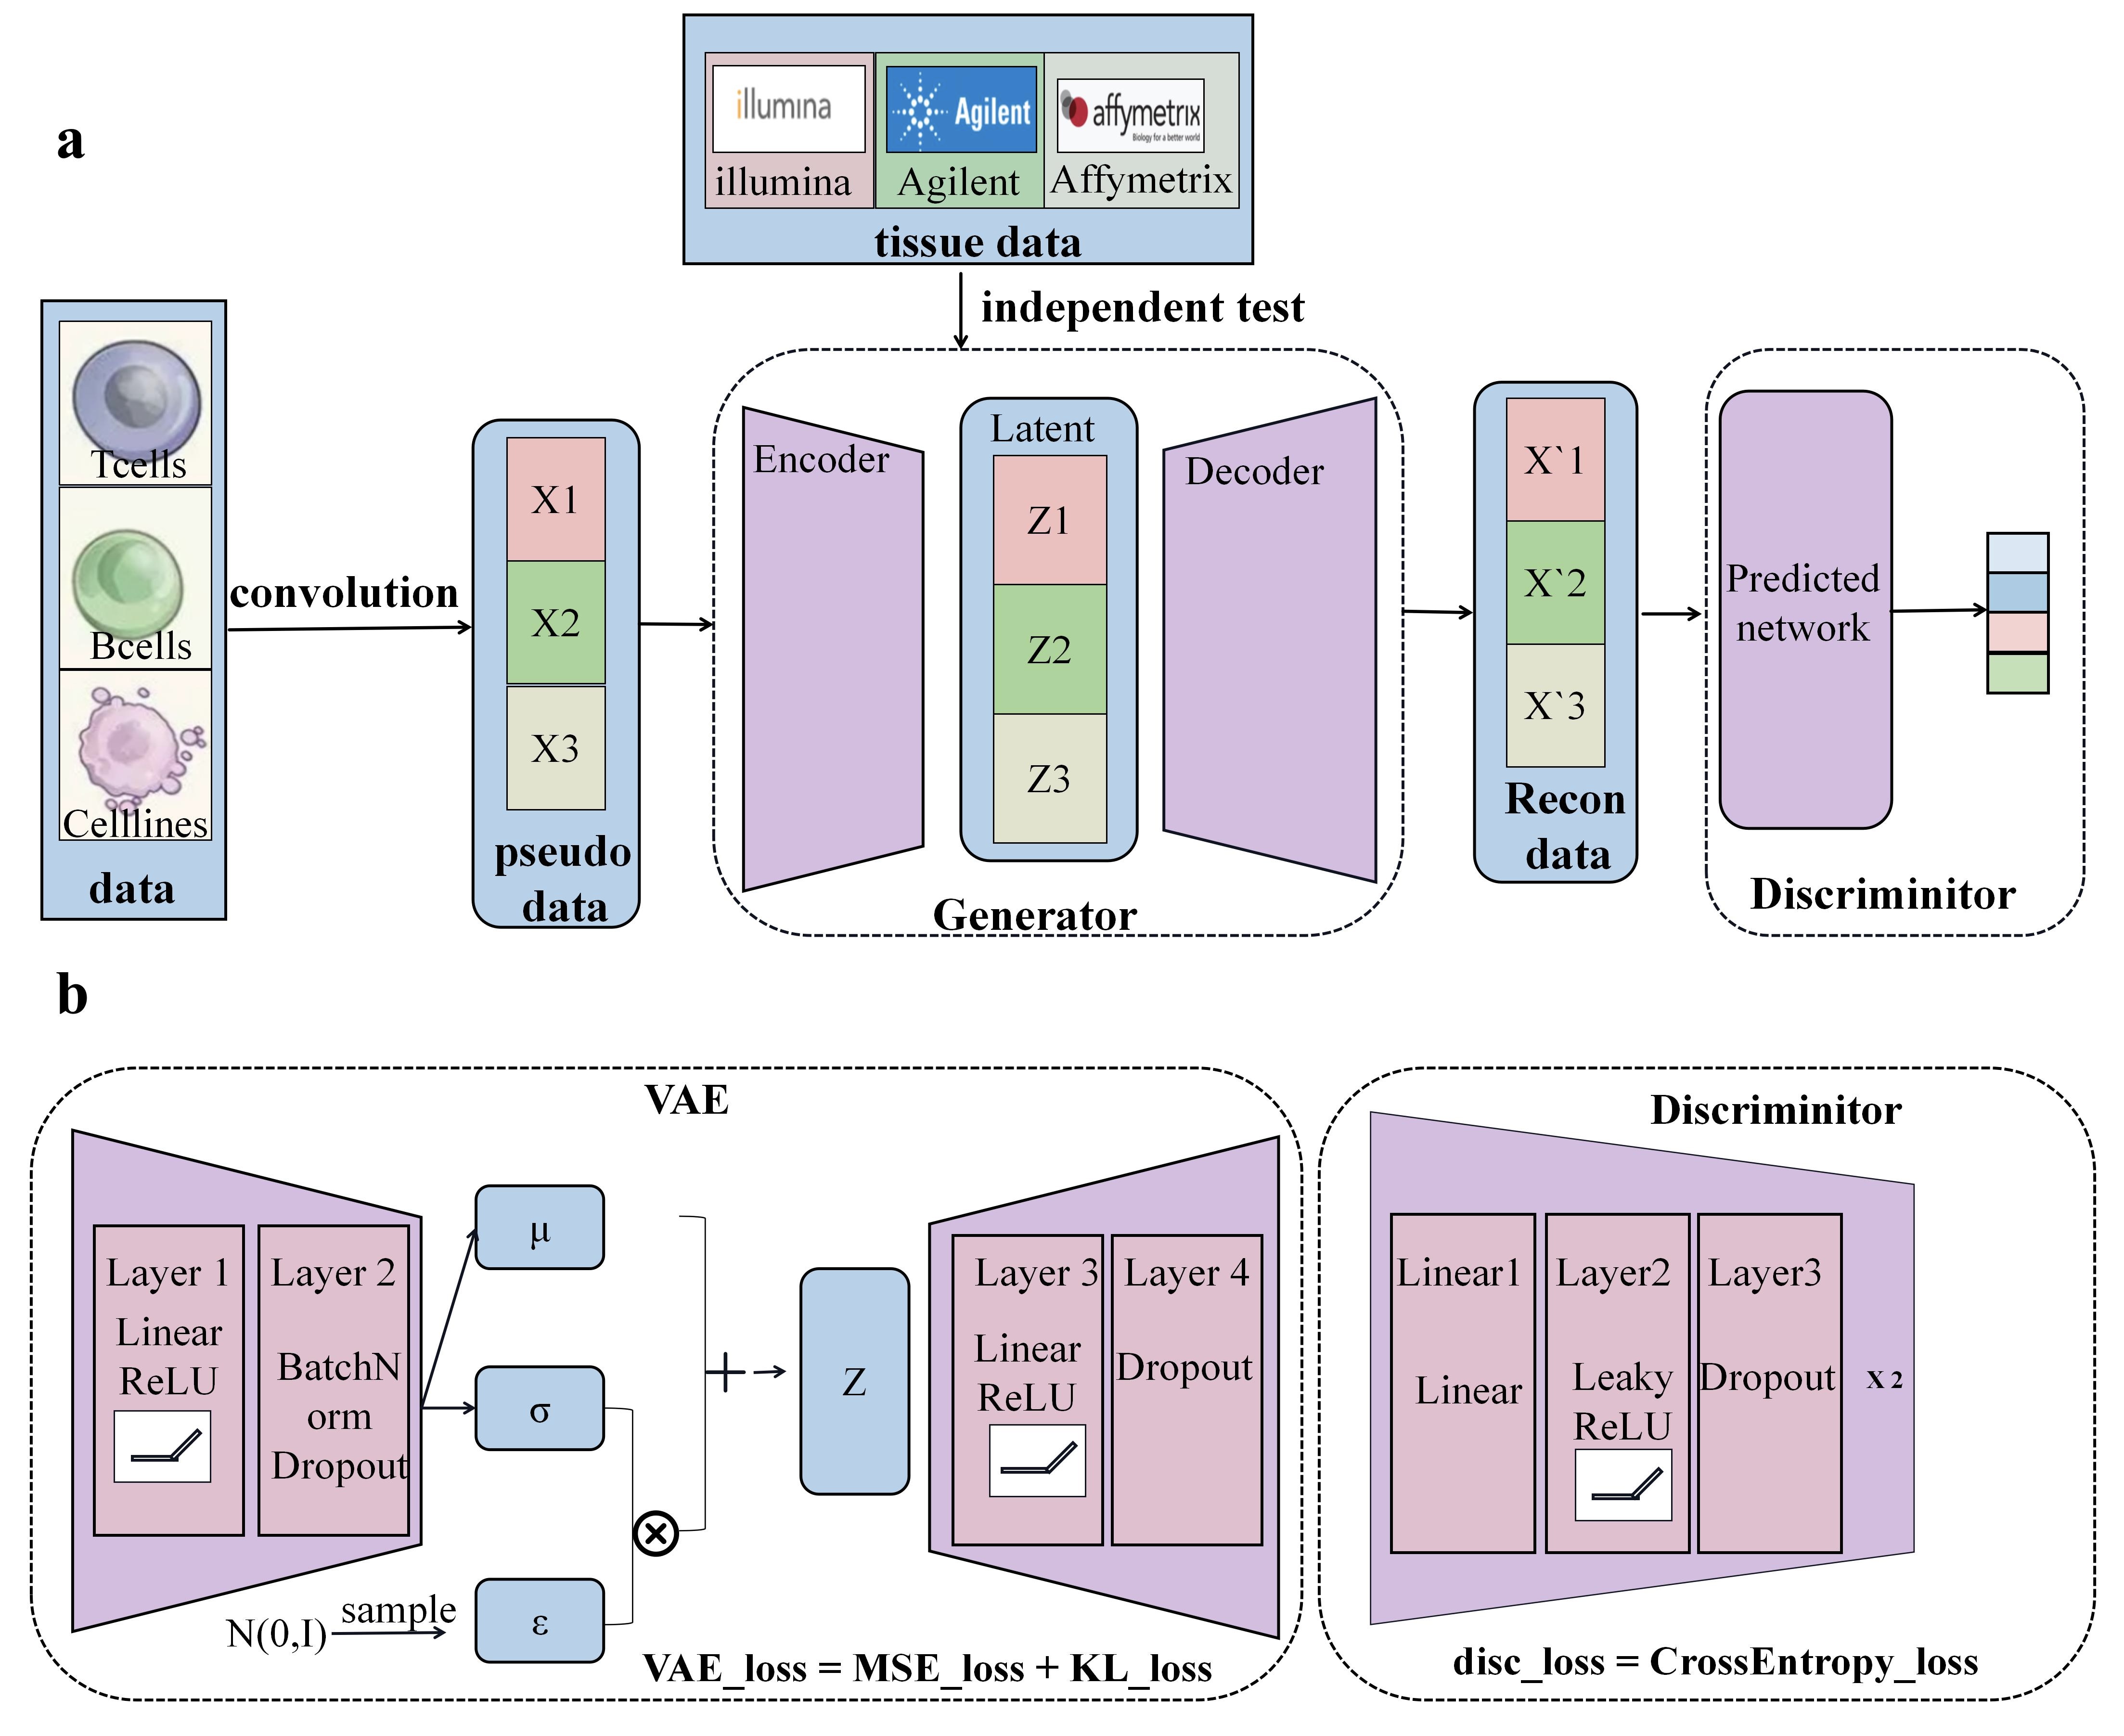 a
illumina
Agilent
affymetrix
Biology for a better world
illumina
Agilent
Affymetrix
tissue data
independent test
Tcells
Bcells
Celllines
data
convolution
X1
X2
X3
pseudo
data
Encoder
Latent
Z1
Z2
Z3
Decoder
Generator
X`1
X`2
X`3
Recon
data
Predicted
network
Discriminitor
b
VAE
Layer 1
Linear
ReLU
Layer 2
BatchN
orm
Dropout
μ
σ
ε
N(0,I)
sample
Z
Layer 3
Linear
ReLU
Layer 4
Dropout
VAE_loss = MSE_loss + KL_loss
Discriminitor
Linear1
Linear
Layer2
Leaky
ReLU
Layer3
Dropout
X 2
disc_loss = CrossEntropy_loss